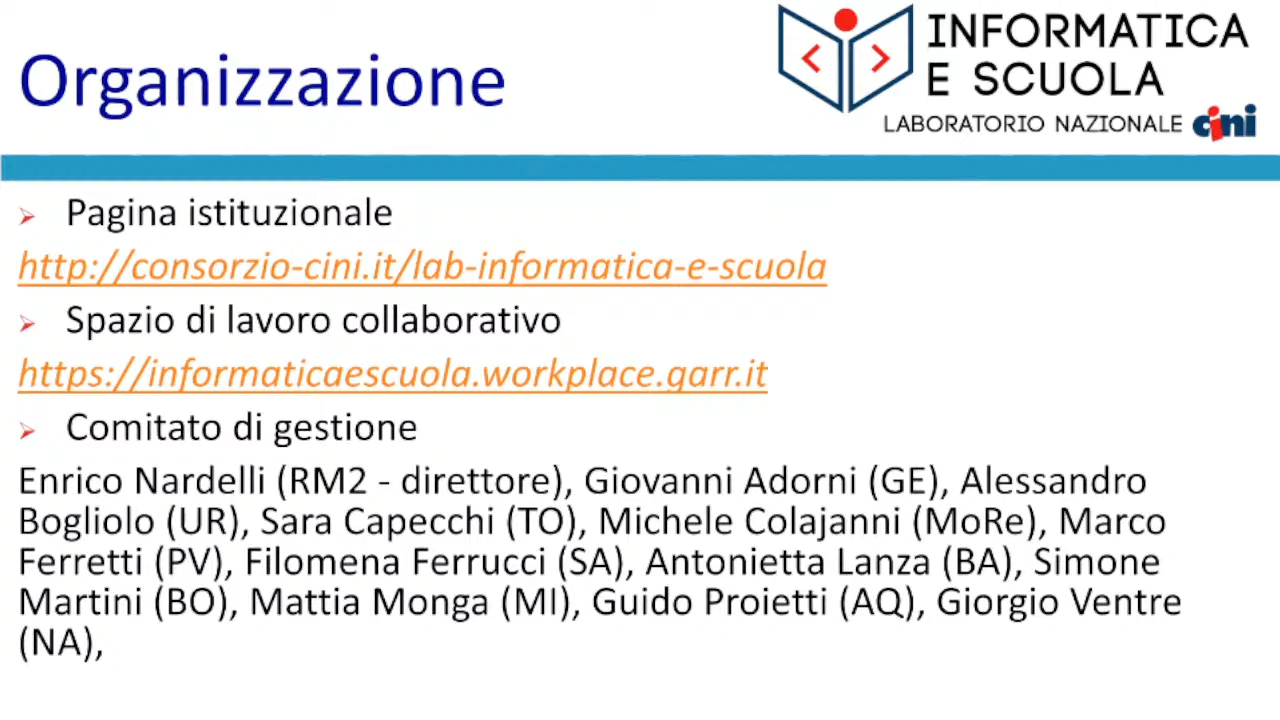 Organizzazione
INFORMATICA
E SCUOLA
LABORATORIO NAZIONALE cini
Pagina istituzionale
http://consorzio-cini.it/lab-informatica-e-scuola
Spazio di lavoro collaborativo
https://informaticaescuola.workplace.garr.it
Comitato di gestione
Enrico Nardelli (RM2 - direttore), Giovanni Adorni (GE), Alessandro
Bogliolo (UR), Sara Capecchi (TO), Michele Colajanni (MoRe), Marco
Ferretti (PV), Filomena Ferrucci (SA), Antonietta Lanza (BA), Simone
Martini (BO), Mattia Monga (MI), Guido Proietti (AQ), Giorgio Ventre
(NA),